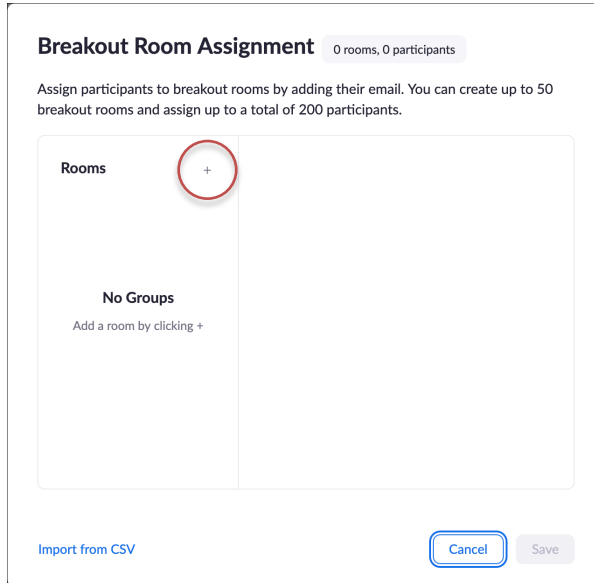 Breakout Room Assignment 0 rooms, 0 participants
Assign participants to breakout rooms by adding their email. You can create up to 50
breakout rooms and assign up to a total of 200 participants.
Rooms +
No Groups
Add a room by clicking +
Import from CSV Cancel Save